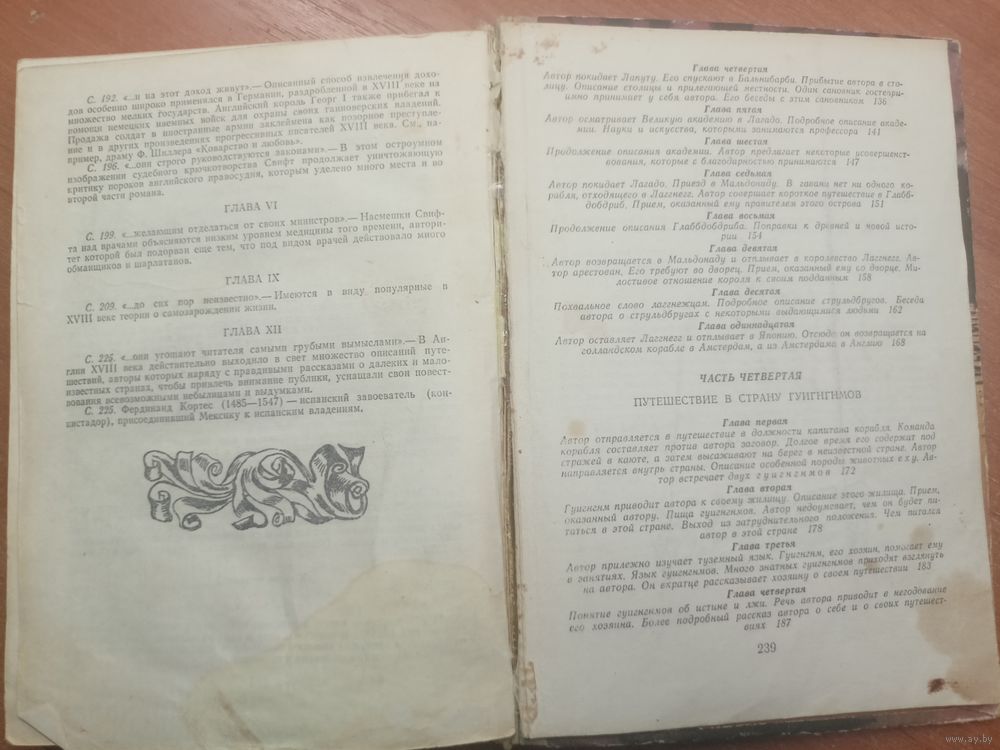 С. 192. «...и на этот доход живут».— Описанный способ извлечения дохо-
дов особенно широко применялся в Германии, раздробленной в XVIII веке на
множество мелких государств. Английский король Георг I также прибегал к
помощи немецких наемных войск для охраны своих ганноверских владений.
Продажа солдат в иностранные армии заклеймена как позорное преступле-
ние и в других произведениях прогрессивных писателей XVIII века. См., на-
пример, драму Ф. Шиллера «Коварство и любовь».
С. 196. «...они строго руководствуются законами».— В этом остроумном
изображении судебного крючкотворства Свифт продолжает уничтожающую
критику пороков английского правосудия, которым уделено много места и во
второй части романа.
ГЛАВА VI
С. 199. «...желающим отделаться от своих министров».— Насмешки Свиф-
та над врачами объясняются низким уровнем медицины того времени, автори-
тет которой был подорван еще тем, что под видом врачей действовало много
обманщиков и шарлатанов.
ГЛАВА IX
С. 209. «...до сих пор неизвестно».— Имеются в виду популярные в
XVIII веке теории о самозарождении жизни.
ГЛАВА XII
С. 225. «...они угощают читателя самыми грубыми вымыслами».— В Ан-
глии XVIII века действительно выходило в свет множество описаний путе-
шествий, авторы которых наряду с правдивыми рассказами о далеких и мало-
известных странах, чтобы привлечь внимание публики, уснащали свои повест-
вования всевозможными небылицами и выдумками.
С. 225. Фердинанд Кортес (1485—1547) — испанский завоеватель (кон-
кистадор), присоединивший Мексику к испанским владениям.
Глава четвертая
Автор покидает Лапуту. Его спускают в Бальнибарби. Прибытие автора в сто-
лицу. Описание столицы и прилегающей местности. Один сановник гостепри-
имно принимает у себя автора. Его беседы с этим сановником 136
Глава пятая
Автор осматривает Великую академию в Лагадо. Подробное описание акаде-
мии. Науки и искусства, которыми занимаются профессора 141
Глава шестая
Продолжение описания академии. Автор предлагает некоторые усовершенст-
вования, которые с благодарностью принимаются 147
Глава седьмая
Автор покидает Лагадо. Приезд в Мальдонаду. В гавани нет ни одного ко-
рабля, отходящего в Лаггнегг. Автор совершает короткое путешествие в Глабб-
добдриб. Прием, оказанный ему правителем этого острова 151
Глава восьмая
Продолжение описания Глаббдобдриба. Поправки к древней и новой исто-
рии 154
Глава девятая
Автор возвращается в Мальдонаду и отплывает в королевство Лаггнегг. Ав-
тор арестован. Его требуют во дворец. Прием, оказанный ему во дворце. Ми-
лостивое отношение короля к своим подданным 158
Глава десятая
Похвальное слово лаггнежцам. Подробное описание струльдбругов. Беседы
автора о струльдбругах с некоторыми выдающимися людьми 162
Глава одиннадцатая
Автор оставляет Лаггнегг и отплывает в Японию. Отсюда он возвращается на
голландском корабле в Амстердам, а из Амстердама в Англию 168
ЧАСТЬ ЧЕТВЕРТАЯ
ПУТЕШЕСТВИЕ В СТРАНУ ГУИГНГНМОВ
Глава первая
Автор отправляется в путешествие в должности капитана корабля. Команда
корабля составляет против автора заговор. Долгое время его содержат под
стражей в каюте, а затем высаживают на берег в неизвестной стране. Автор
направляется внутрь страны. Описание особенной породы животных еху. Ав-
тор встречает двух гуигнгнмов 172
Глава вторая
Гуигнгнм приводит автора к своему жилищу. Описание этого жилища. Прием,
оказанный автору. Пища гуигнгнмов. Автор недоумевает, чем он будет пи-
таться в этой стране. Выход из затруднительного положения. Чем питался
автор в этой стране 178
Глава третья
Автор прилежно изучает туземный язык. Гуигнгнм, его хозяин, помогает ему
в занятиях. Язык гуигнгнмов. Много знатных гуигнгнмов приходят взглянуть
на автора. Он вкратце рассказывает хозяину о своем путешествии 183
Глава четвертая
Понятие гуигнгнмов об истине и лжи. Речь автора приводит в негодование
его хозяина. Более подробный рассказ автора о себе и о своих путешест-
виях 187
239
www.ay.by